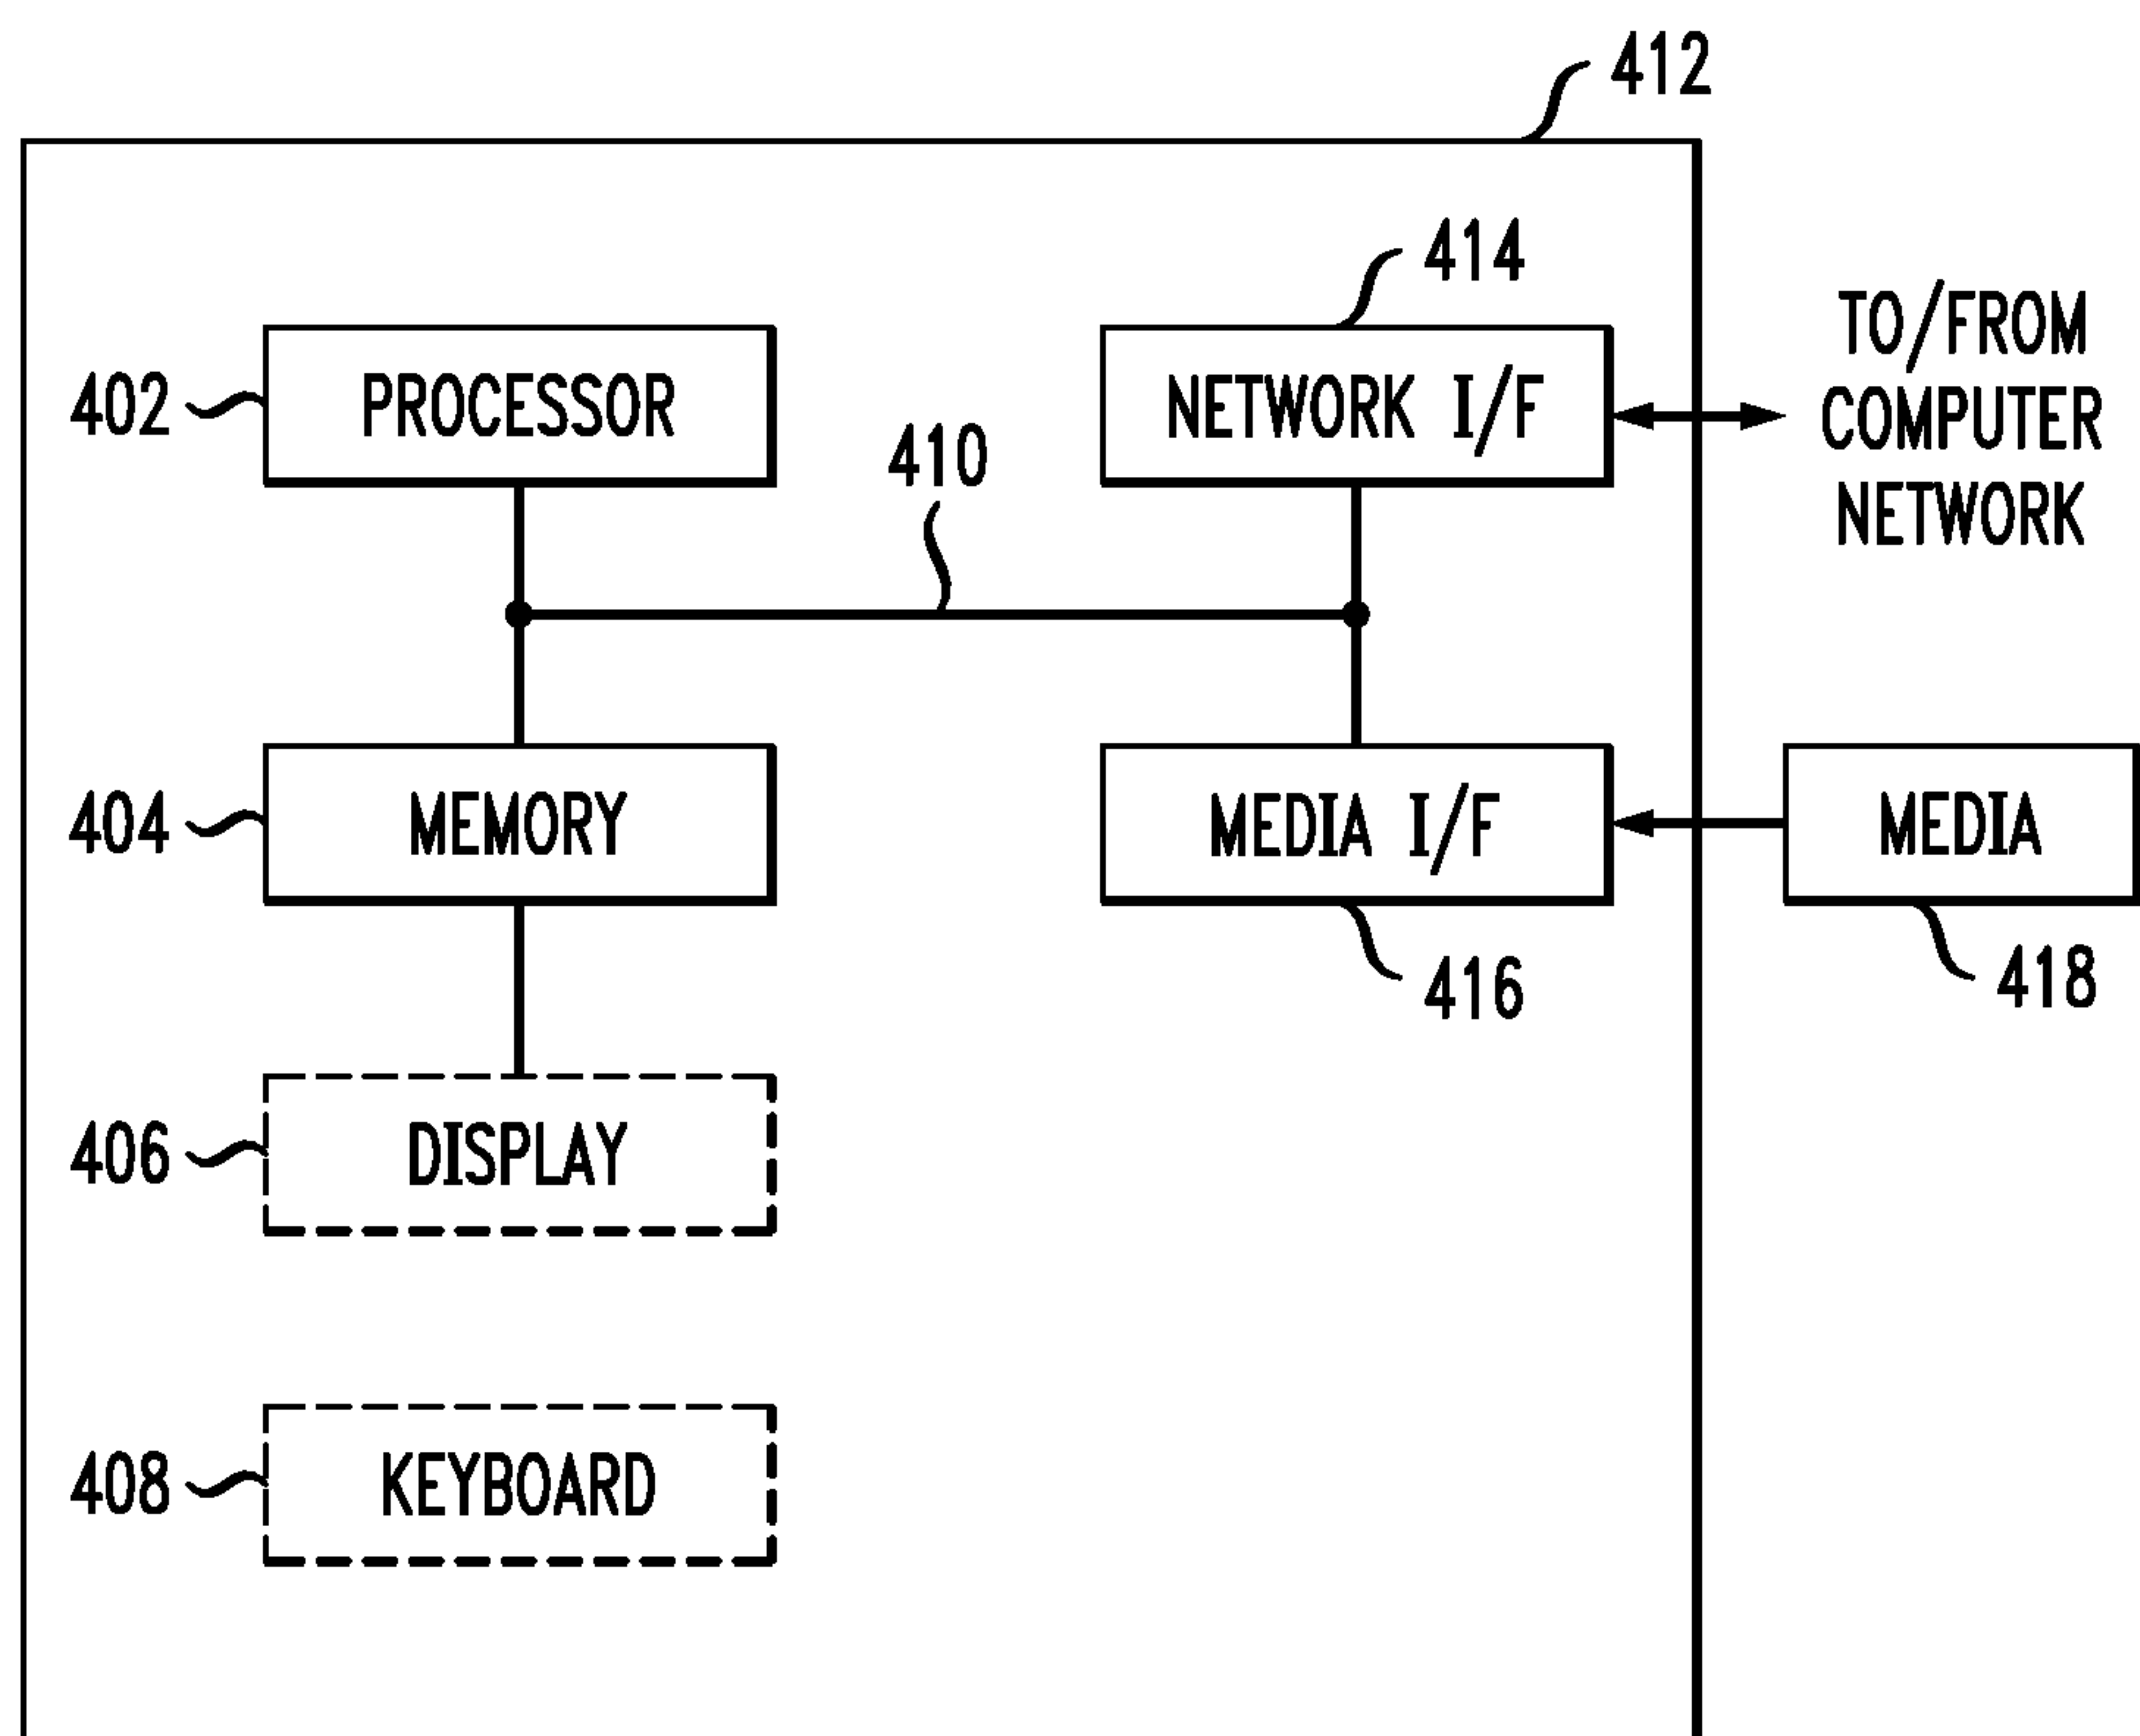 412
414
402
PROCESSOR
NETWORK I/F
TO/FROM
COMPUTER
NETWORK
410
404
MEMORY
MEDIA I/F
MEDIA
416
418
406
DISPLAY
408
KEYBOARD